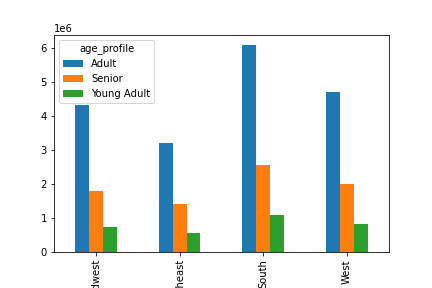 1e6
age_profile
Adult
Senior
Young Adult
6
5
4
3
2
1
0
dwest
heast
South
West